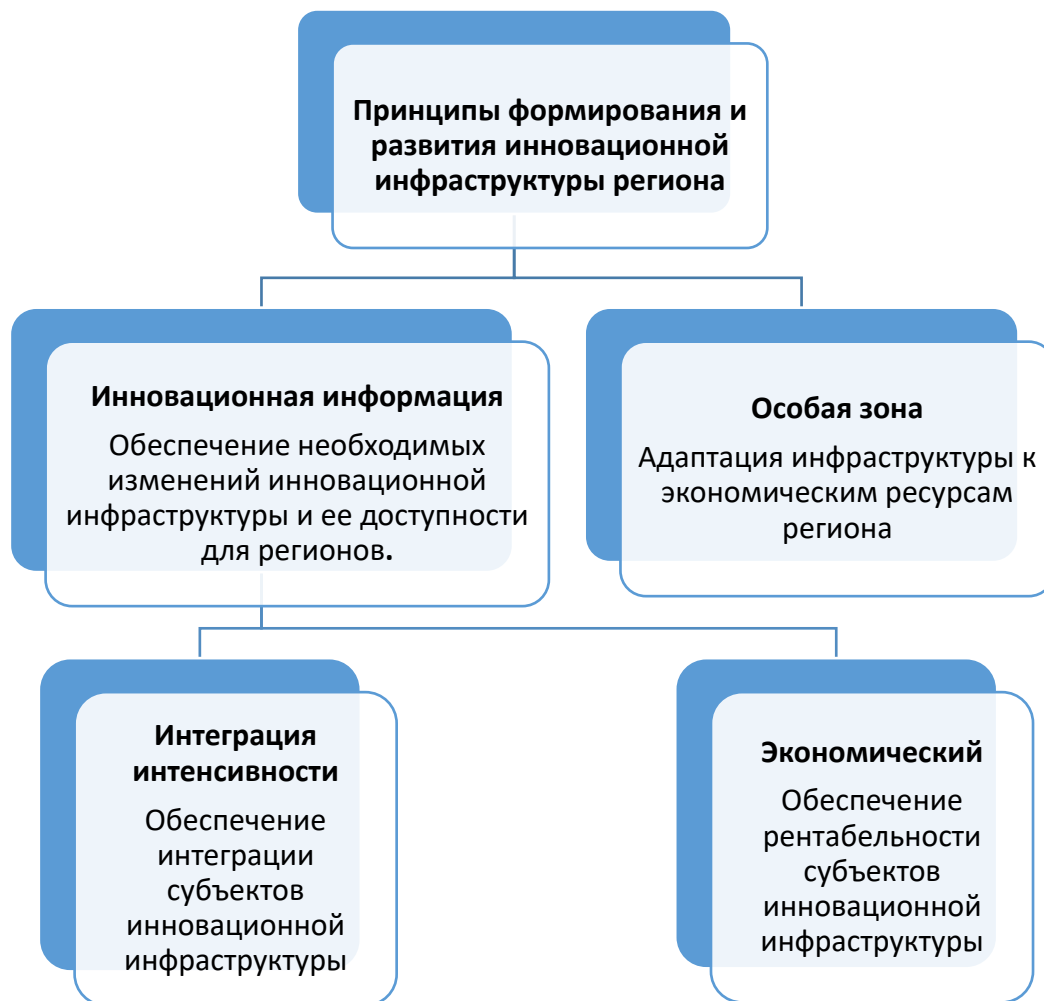 Принципы формирования и
развития инновационной
инфраструктуры региона
Инновационная информация
Обеспечение необходимых
изменений инновационной
инфраструктуры и ее доступности
для регионов.
Особая зона
Адаптация инфраструктуры к
экономическим ресурсам
региона
Интеграция
интенсивности
Обеспечение
интеграции
субъектов
инновационной
инфраструктуры
Экономический
Обеспечение
рентабельности
субъектов
инновационной
инфраструктуры